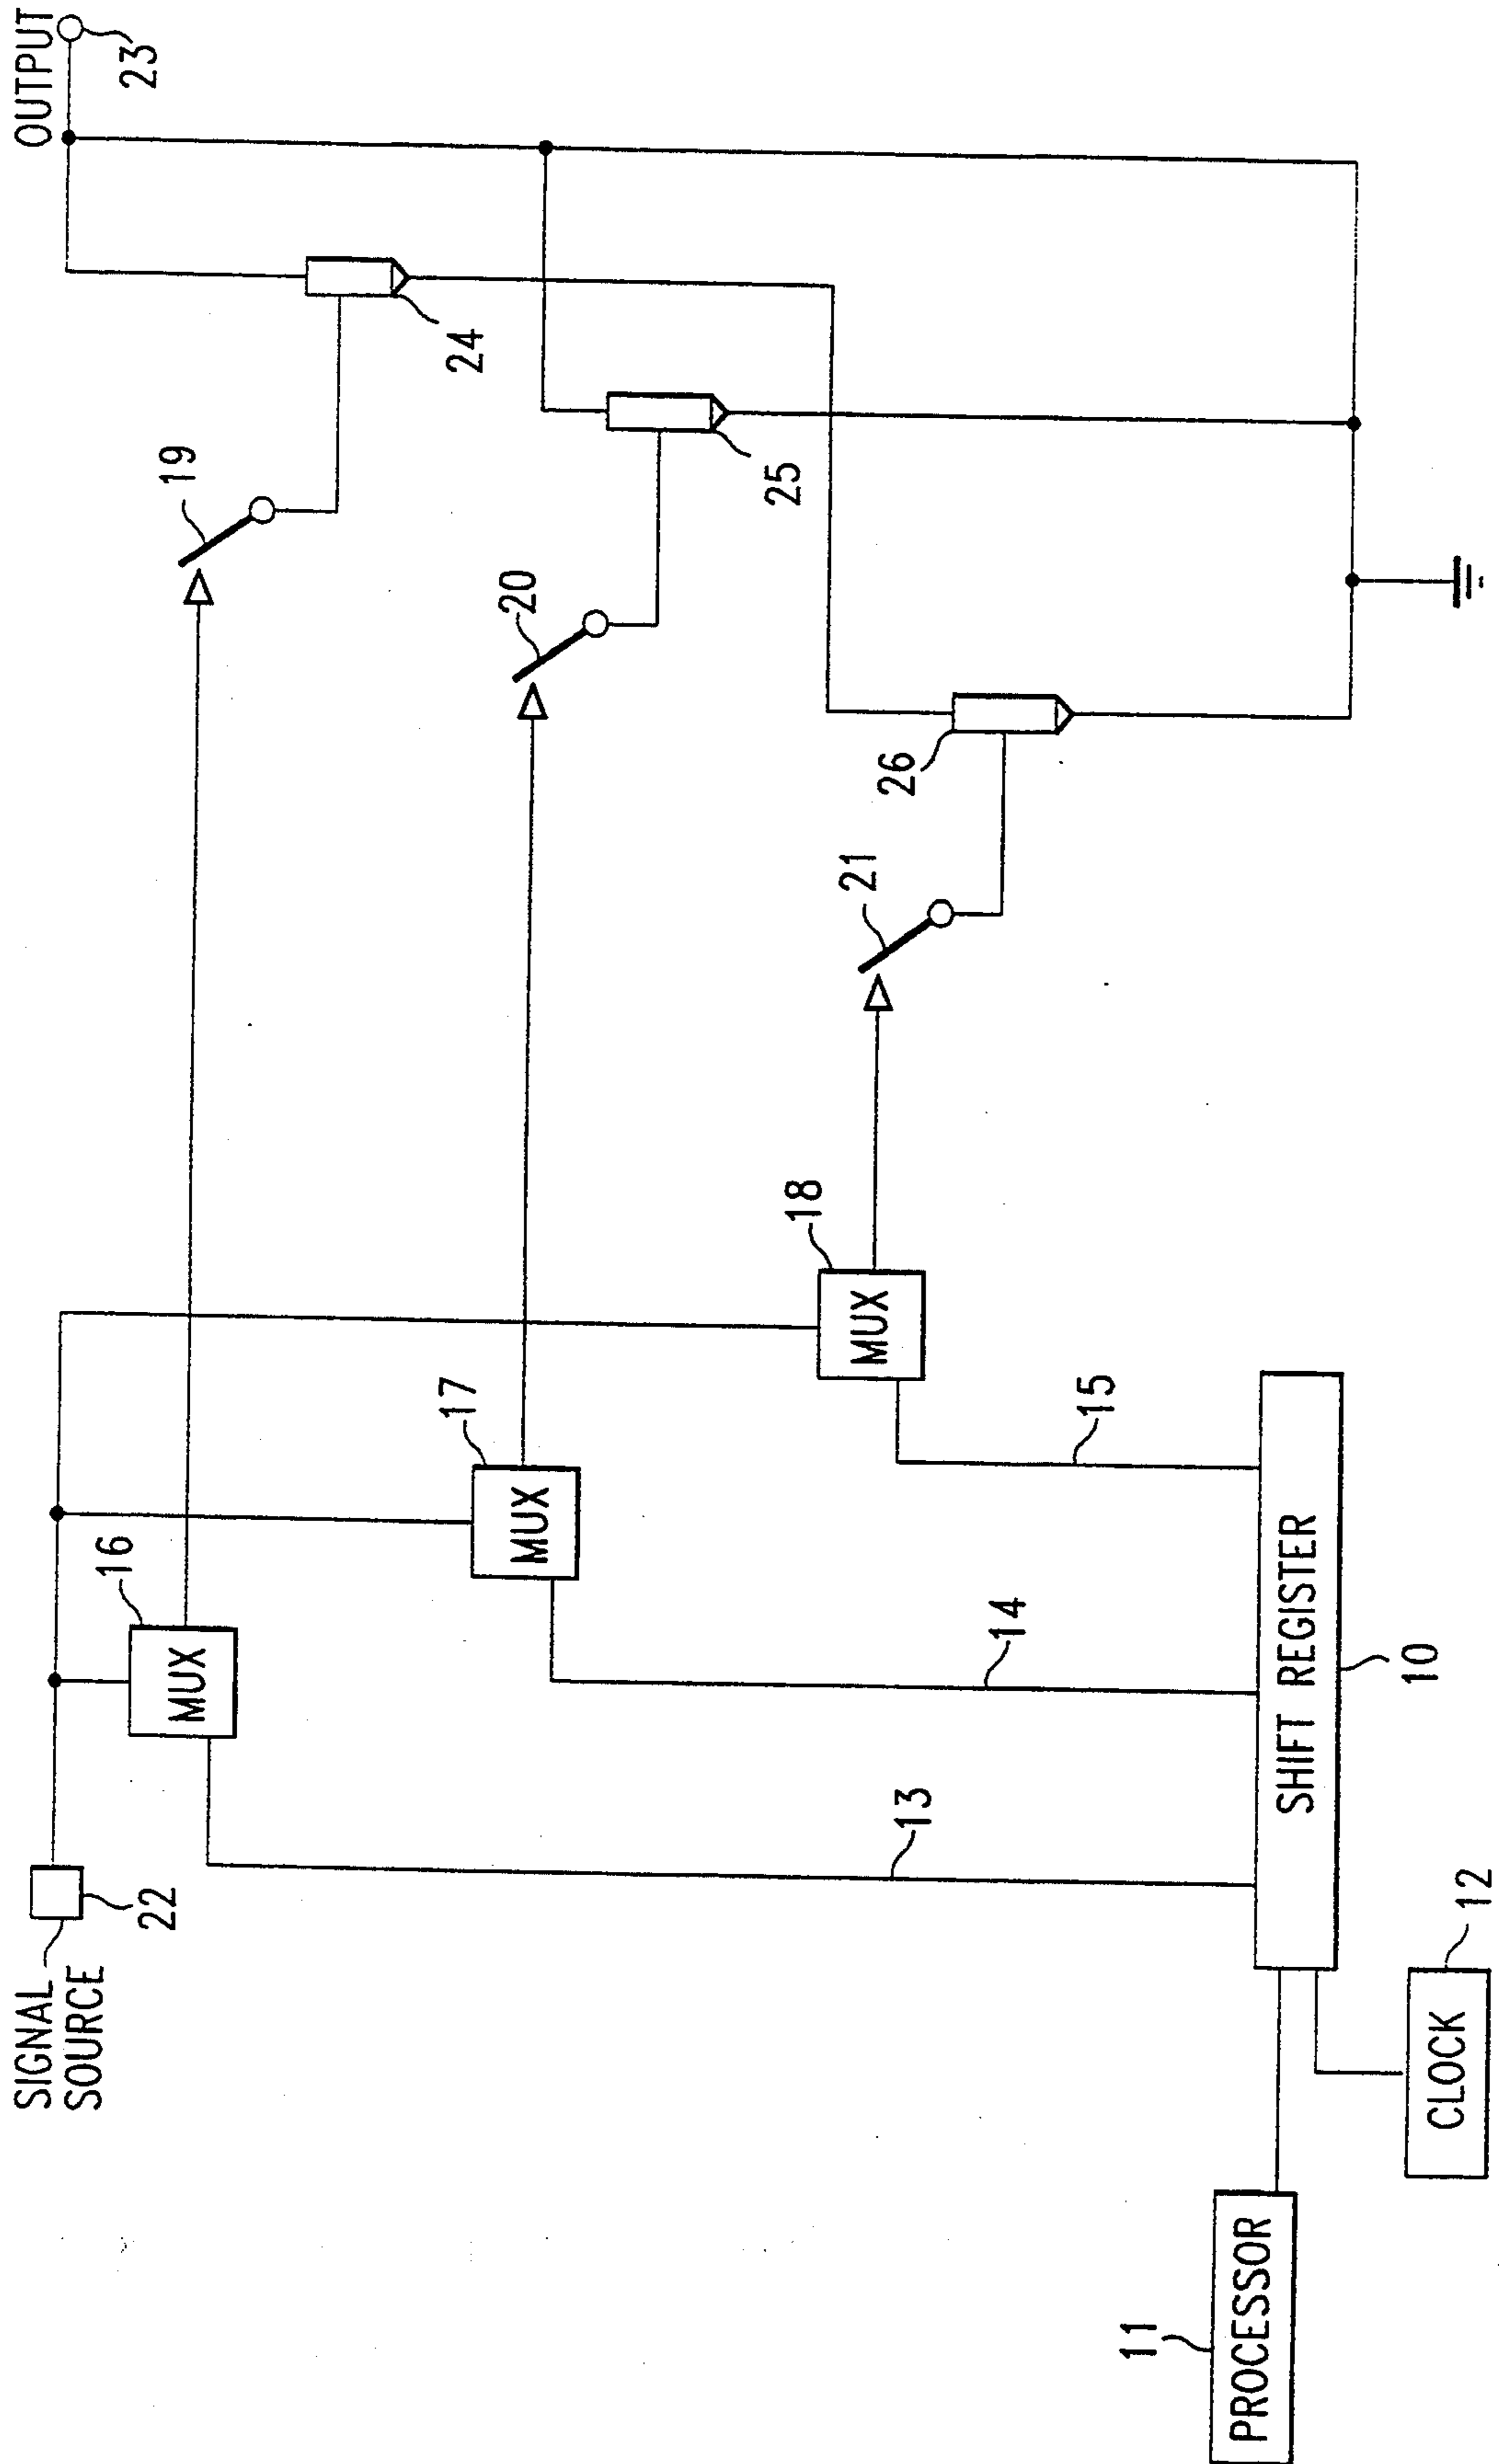 SIGNAL
SOURCE
22
OUTPUT
23
16
MUX
19
17
MUX
20
24
18
MUX
21
25
26
13
14
15
SHIFT REGISTER
10
PROCESSOR
11
CLOCK
12